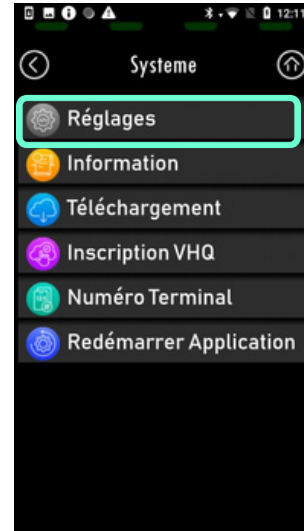 12:11
Systeme
Réglages
Information
Téléchargement
Inscription VHQ
Numéro Terminal
Redémarrer Application